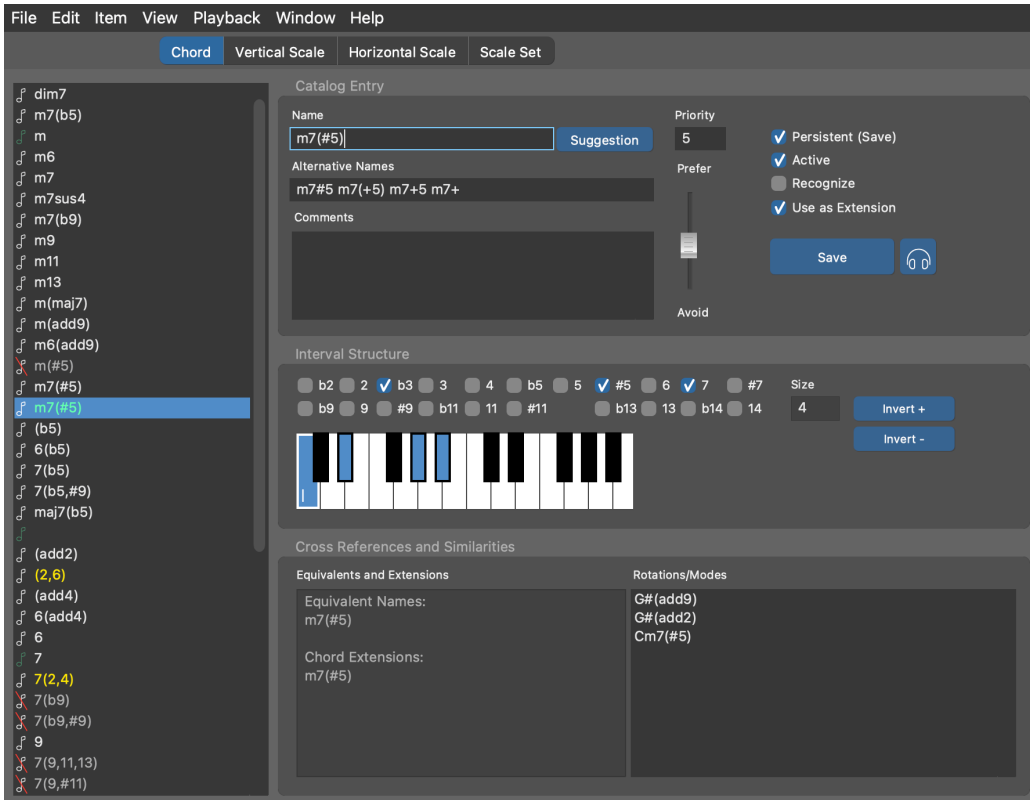 File Edit Item View Playback Window Help
Chord Vertical Scale Horizontal Scale Scale Set
dim7
m7(b5)
m
m6
m7
m7sus4
m7(b9)
m9
m11
m13
m(maj7)
m(add9)
m6(add9)
m(#5)
m7(#5)
m7(#5)
(b5)
6(b5)
7(b5)
7(b5,#9)
maj7(b5)
(add2)
(2,6)
(add4)
6(add4)
6
7
7(2,4)
7(b9)
7(b9,#9)
9
7(9,11,13)
7(9,#11)
Catalog Entry
Name
m7(#5)
Suggestion
Alternative Names
m7#5 m7(+5) m7+5 m7+
Comments
Priority
5
Prefer
Avoid
Persistent (Save)
Active
Recognize
Use as Extension
Save
Interval Structure
b2 2 b3 3 4 b5 5 #5 6 7 #7
b9 9 #9 b11 11 #11 b13 13 b14 14
Size
4
Invert +
Invert -
I
Cross References and Similarities
Equivalents and Extensions
Equivalent Names:
m7(#5)
Chord Extensions:
m7(#5)
Rotations/Modes
G#(add9)
G#(add2)
Cm7(#5)